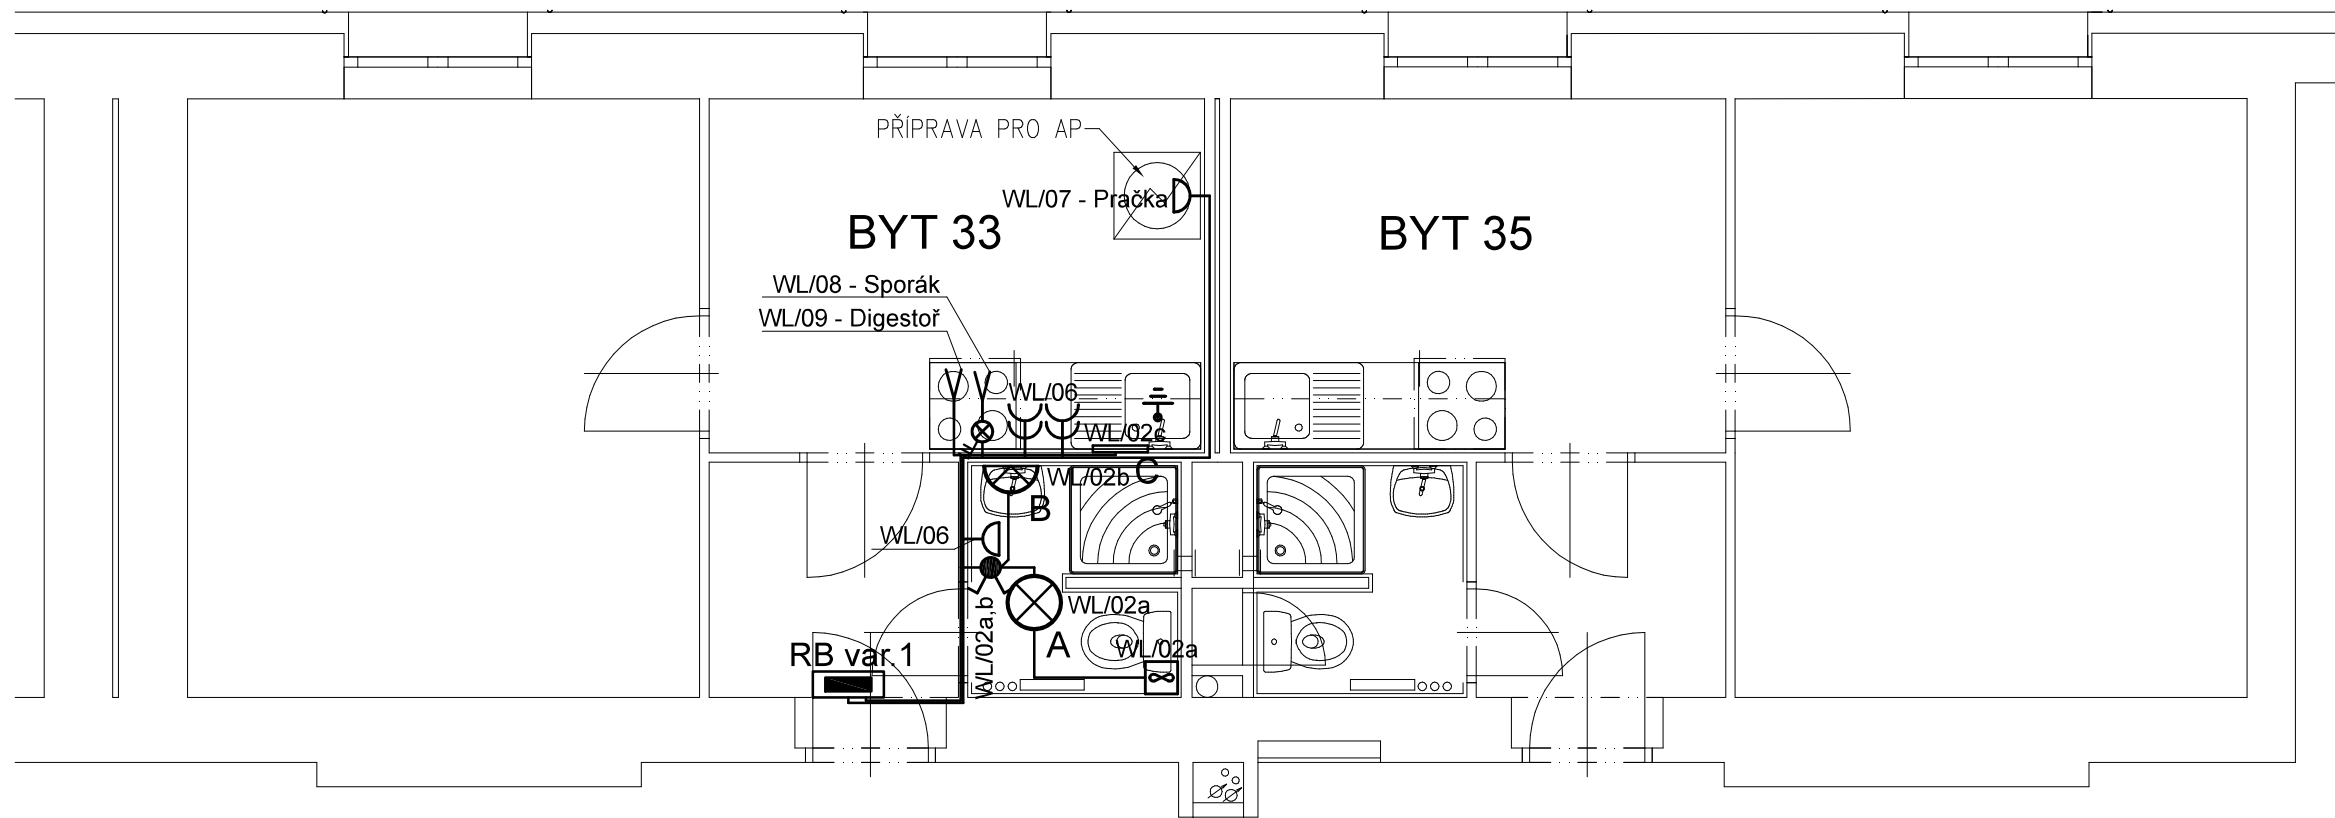 PŘÍPRAVA PRO AP
WL/07 - Pračka
BYT 33
BYT 35
WL/08 - Sporák
WL/09 - Digestoř
WL/06
WL/02c
C
WL/02b
B
WL/06
WL/02a,b
WL/02a
A
WL/02a
RB var.1